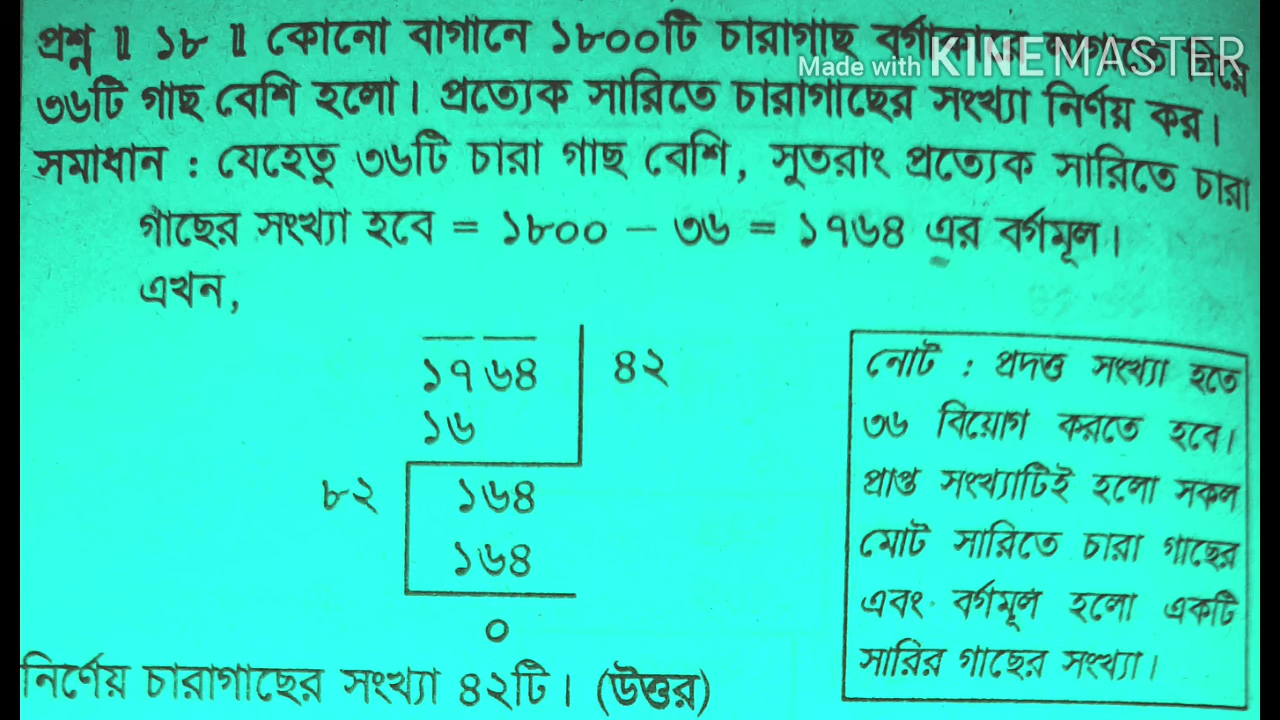 প্রশ্ন ॥ ১৮ ॥ কোনো বাগানে ১৮০০টি চারাগাছ বর্গাকারে লাগাতে গিয়ে
Made with KINEMASTER
৩৬টি গাছ বেশি হলো। প্রত্যেক সারিতে চারাগাছের সংখ্যা নির্ণয় কর।
সমাধান : যেহেতু ৩৬টি চারা গাছ বেশি, সুতরাং প্রত্যেক সারিতে চারা
গাছের সংখ্যা হবে = ১৮০০ – ৩৬ = ১৭৬৪ এর বর্গমূল।
এখন,
১৭ ৬৪ ৪২
১৬
৮২ ১৬৪
১৬৪
০
নোট : প্রদত্ত সংখ্যা হতে
৩৬ বিয়োগ করতে হবে।
প্রাপ্ত সংখ্যাটিই হলো সকল
মোট সারিতে চারা গাছের
এবং বর্গমূল হলো একটি
সারির গাছের সংখ্যা।
নির্ণেয় চারাগাছের সংখ্যা ৪২টি। (উত্তর)